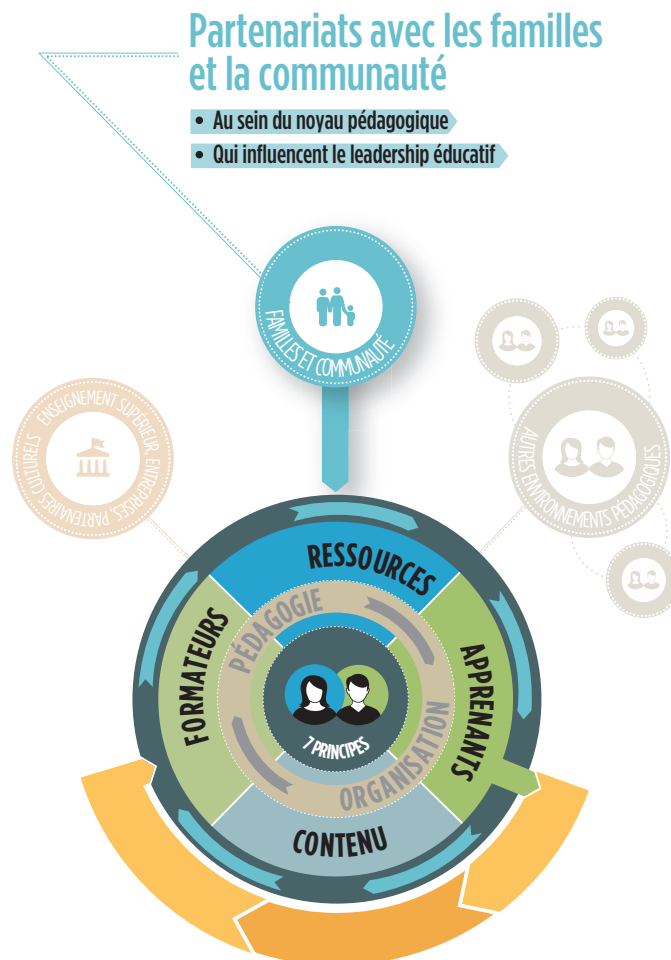 Partenariats avec les familles
et la communauté
• Au sein du noyau pédagogique
• Qui influencent le leadership éducatif
FAMILLES ET COMMUNAUTÉ
ENSEIGNEMENT SUPÉRIEUR, ENTREPRISES, PARTENAIRES CULTURELS
AUTRES ENVIRONNEMENTS PÉDAGOGIQUES
RESSOURCES
PÉDAGOGIE
FORMATEURS
APPRENANTS
7 PRINCIPES
ORGANISATION
CONTENU